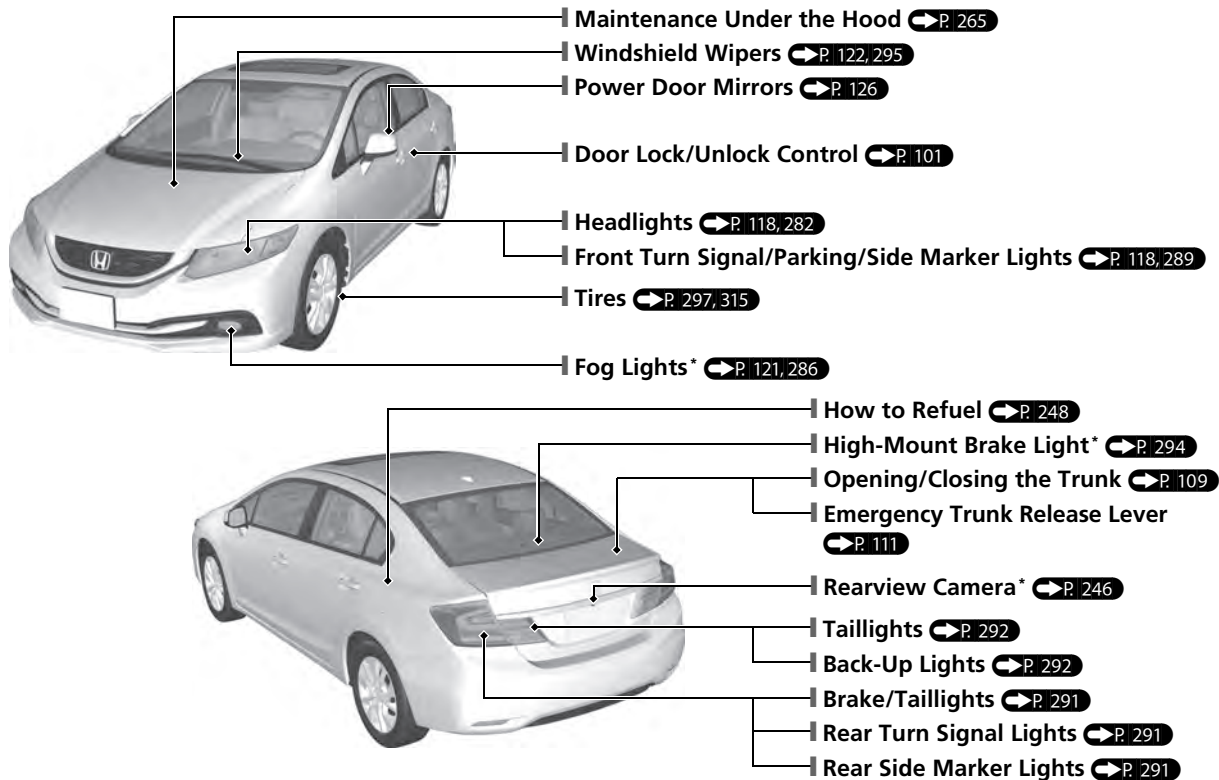 Maintenance Under the Hood P. 265
Windshield Wipers P. 122, 295
Power Door Mirrors P. 126
Door Lock/Unlock Control P. 101
Headlights P. 118, 282
Front Turn Signal/Parking/Side Marker Lights P. 118, 289
Tires P. 297, 315
Fog Lights* P. 121, 286
How to Refuel P. 248
High-Mount Brake Light* P. 294
Opening/Closing the Trunk P. 109
Emergency Trunk Release Lever
P. 111
Rearview Camera* P. 246
Taillights P. 292
Back-Up Lights P. 292
Brake/Taillights P. 291
Rear Turn Signal Lights P. 291
Rear Side Marker Lights P. 291